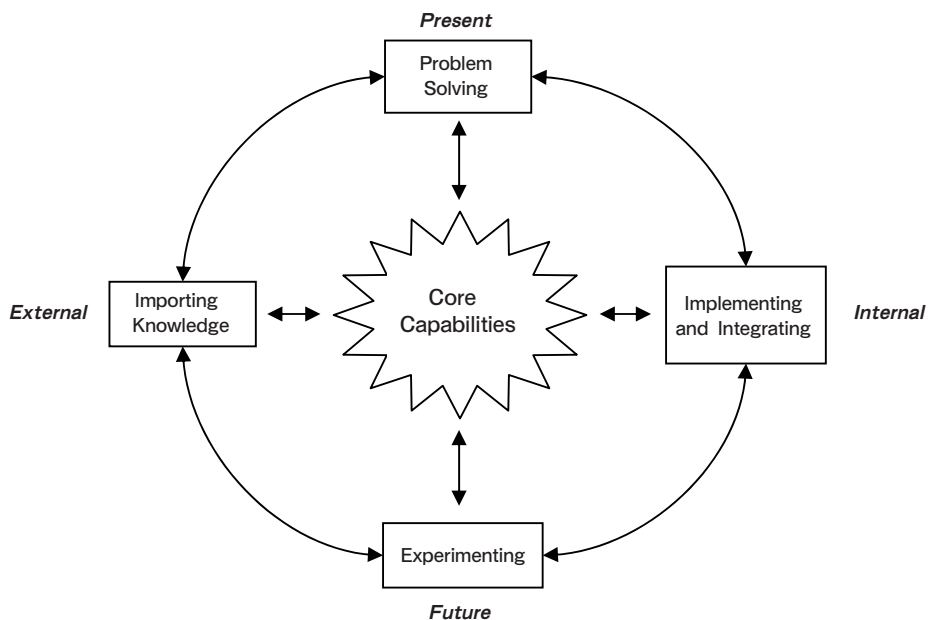 Present
Problem
Solving
External
Importing
Knowledge
Core
Capabilities
Implementing
and Integrating
Internal
Experimenting
Future